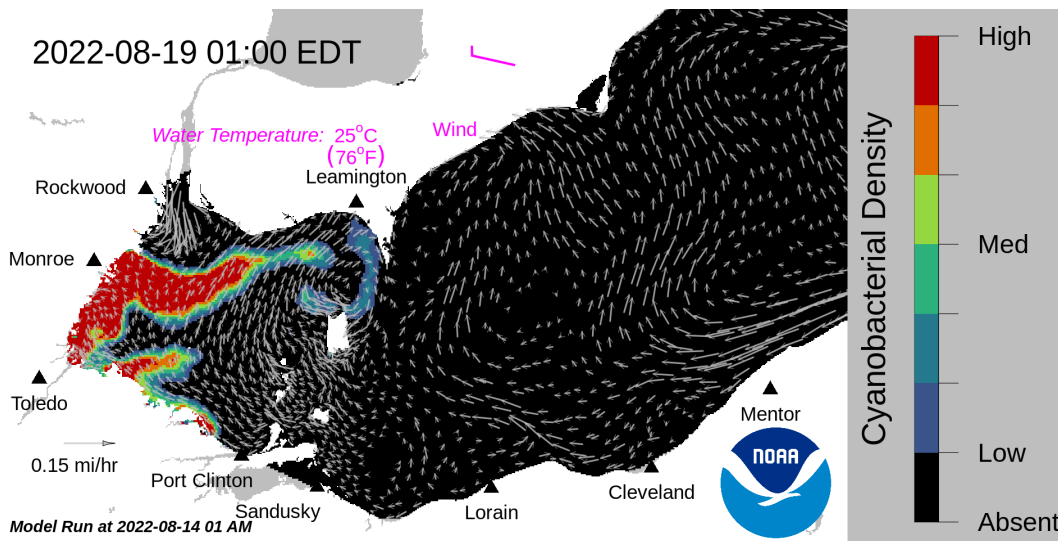 2022-08-19 01:00 EDT
Water Temperature: 25°C
(76°F)
Wind
Leamington
Rockwood
Monroe
Toledo
0.15 mi/hr
Port Clinton
Sandusky
Lorain
Cleveland
Mentor
NOAA
Model Run at 2022-08-14 01 AM
Cyanobacterial Density
High
Med
Low
Absent